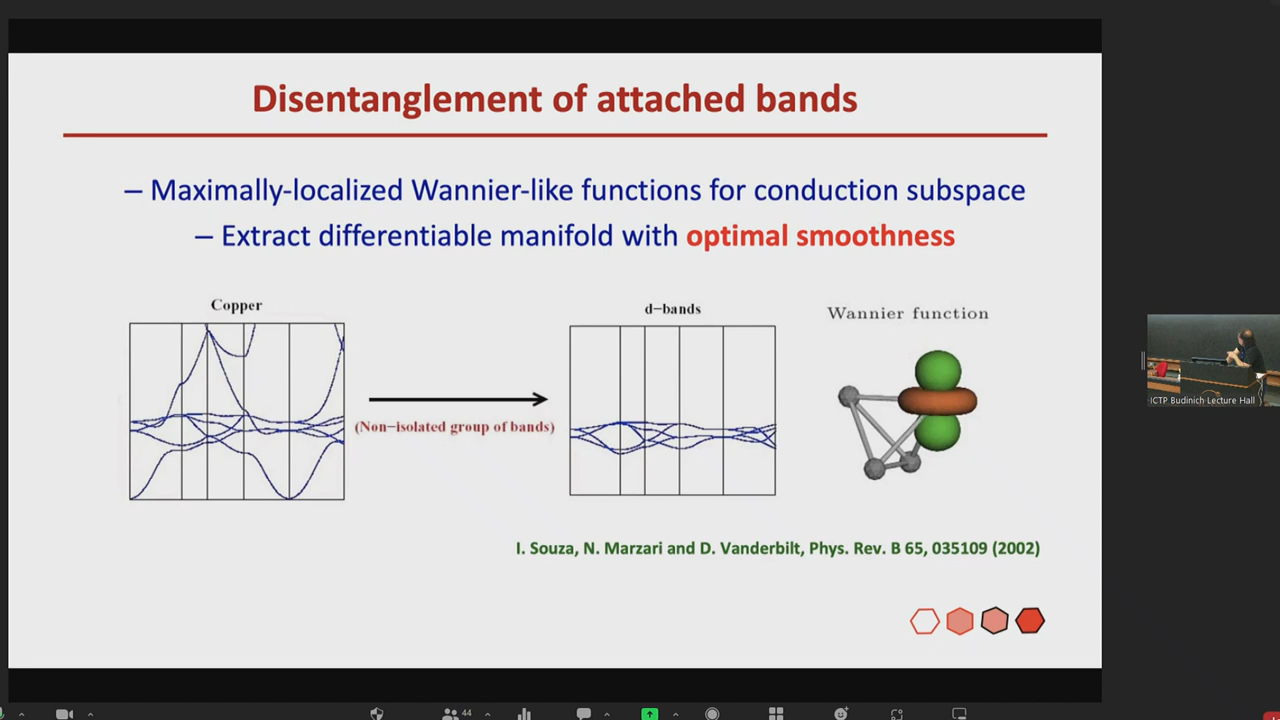 Disentanglement of attached bands
– Maximally-localized Wannier-like functions for conduction subspace
– Extract differentiable manifold with optimal smoothness
Copper
d–bands
Wannier function
(Non–isolated group of bands)
I. Souza, N. Marzari and D. Vanderbilt, Phys. Rev. B 65, 035109 (2002)
ICTP Budinich Lecture Hall
44